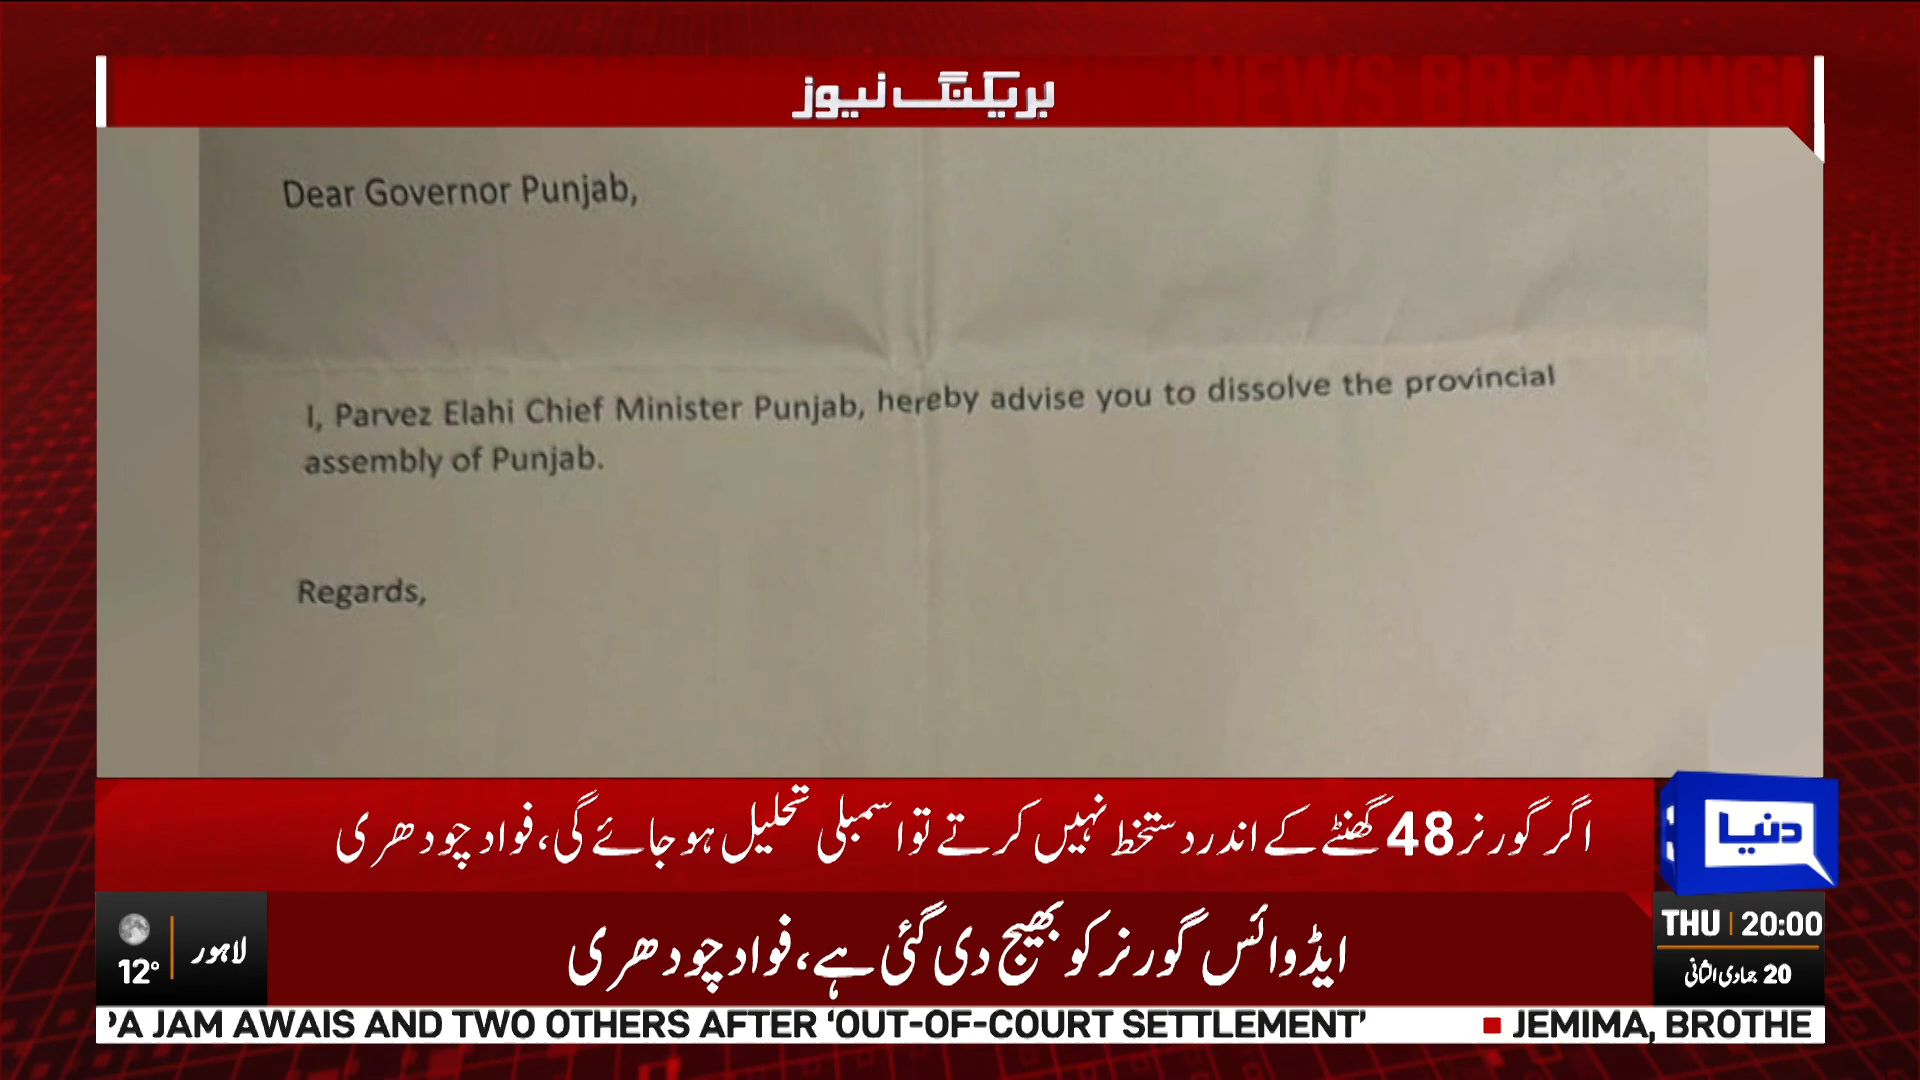 بریکنگ نیوز
NEWS BREAKING
Dear Governor Punjab,
I, Parvez Elahi Chief Minister Punjab, hereby advise you to dissolve the provincial
assembly of Punjab.
Regards,
اگر گورنر 48 گھنٹے کے اندر دستخط نہیں کرتے تو اسمبلی تحلیل ہو جائے گی، فواد چودھری
دنیا
ایڈوائس گورنر کو بھیج دی گئی ہے، فواد چودھری
لاہور
12°
THU 20:00
20 جمادی الثانی
’A JAM AWAIS AND TWO OTHERS AFTER ‘OUT-OF-COURT SETTLEMENT’
JEMIMA, BROTHE